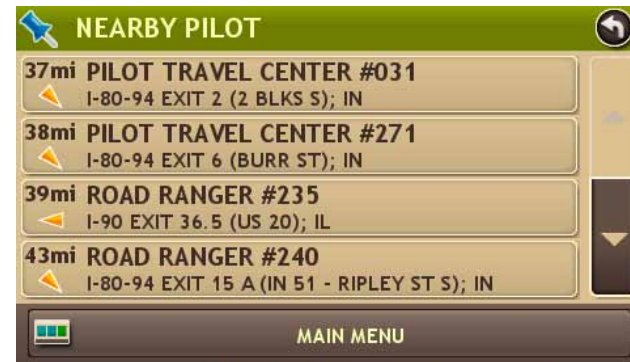 NEARBY PILOT
37mi PILOT TRAVEL CENTER #031
I-80-94 EXIT 2 (2 BLKS S); IN
38mi PILOT TRAVEL CENTER #271
I-80-94 EXIT 6 (BURR ST); IN
39mi ROAD RANGER #235
I-90 EXIT 36.5 (US 20); IL
43mi ROAD RANGER #240
I-80-94 EXIT 15 A (IN 51 - RIPLEY ST S); IN
MAIN MENU